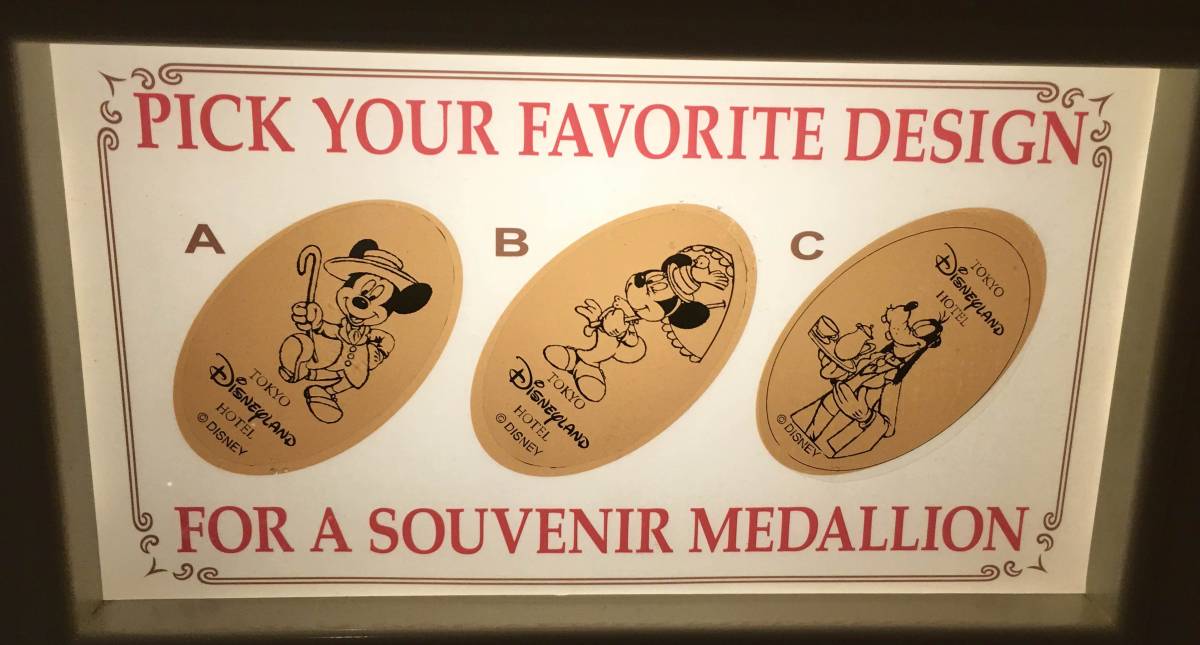 PICK YOUR FAVORITE DESIGN
A
TOKYO
DISNEYLAND
HOTEL
© DISNEY
B
TOKYO
DISNEYLAND
HOTEL
© DISNEY
C
TOKYO
DISNEYLAND
HOTEL
© DISNEY
FOR A SOUVENIR MEDALLION